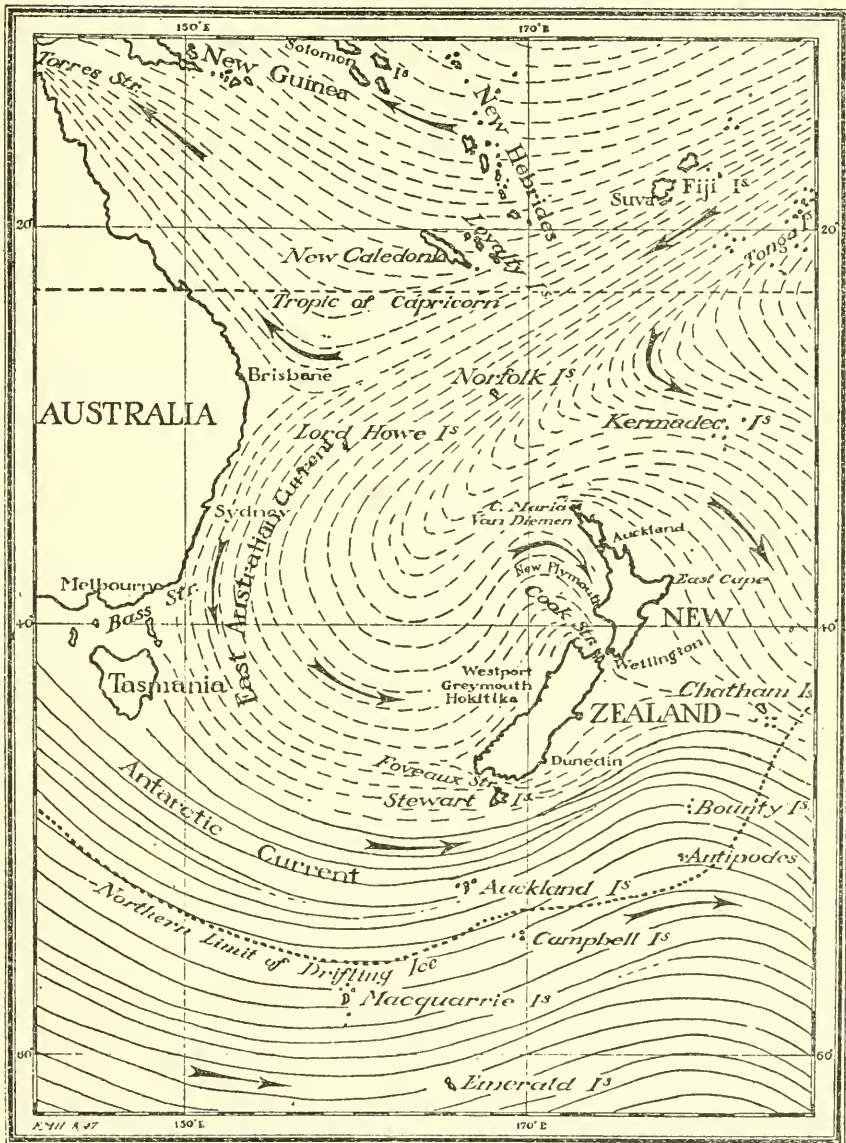 150°E
170°E
Solomon Iˢ
New Guinea
Torres Str.
New Hebrides
Suva
Fiji Iˢ
20°
20°
Tonga Iˢ
Loyalty Iˢ
New Caledonia
Tropic of Capricorn
Brisbane
Norfolk Iˢ
AUSTRALIA
Lord Howe Iˢ
Kermadec Iˢ
East Australian Current
C. Maria
Van Diemen
Sydney
Auckland
New Plymouth
East Cape
Melbourne
Bass Str.
Cook Str.
NEW
40°
40°
Wellington
Tasmania
Westport
Greymouth
Hokitika
Chatham Iˢ
ZEALAND
Dunedin
Foveaux Str.
Stewart Iˢ
Antarctic
Current
Bounty Iˢ
Antipodes
Auckland Iˢ
Northern Limit of Drifting Ice
Campbell Iˢ
Macquarrie Iˢ
60°
60°
Emerald Iˢ
150°E
170°E